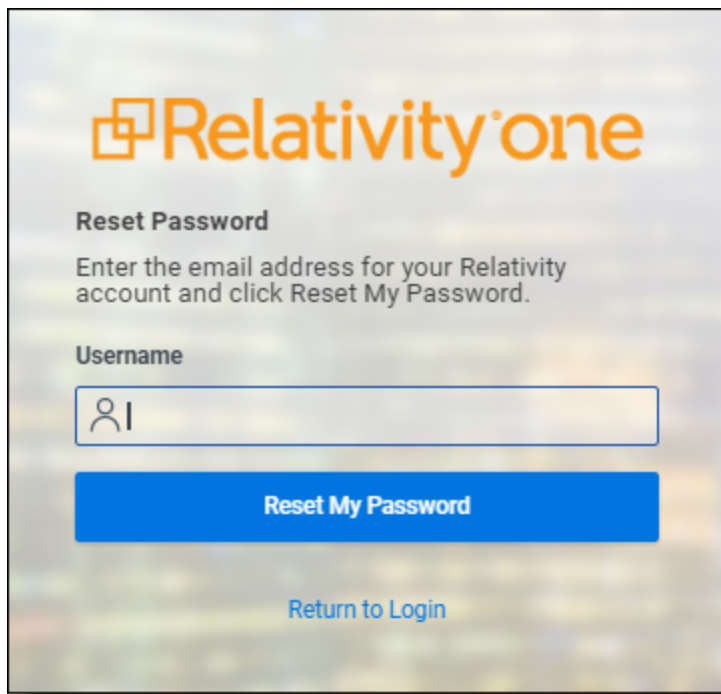 Relativity® one
Reset Password
Enter the email address for your Relativity
account and click Reset My Password.
Username
Reset My Password
Return to Login